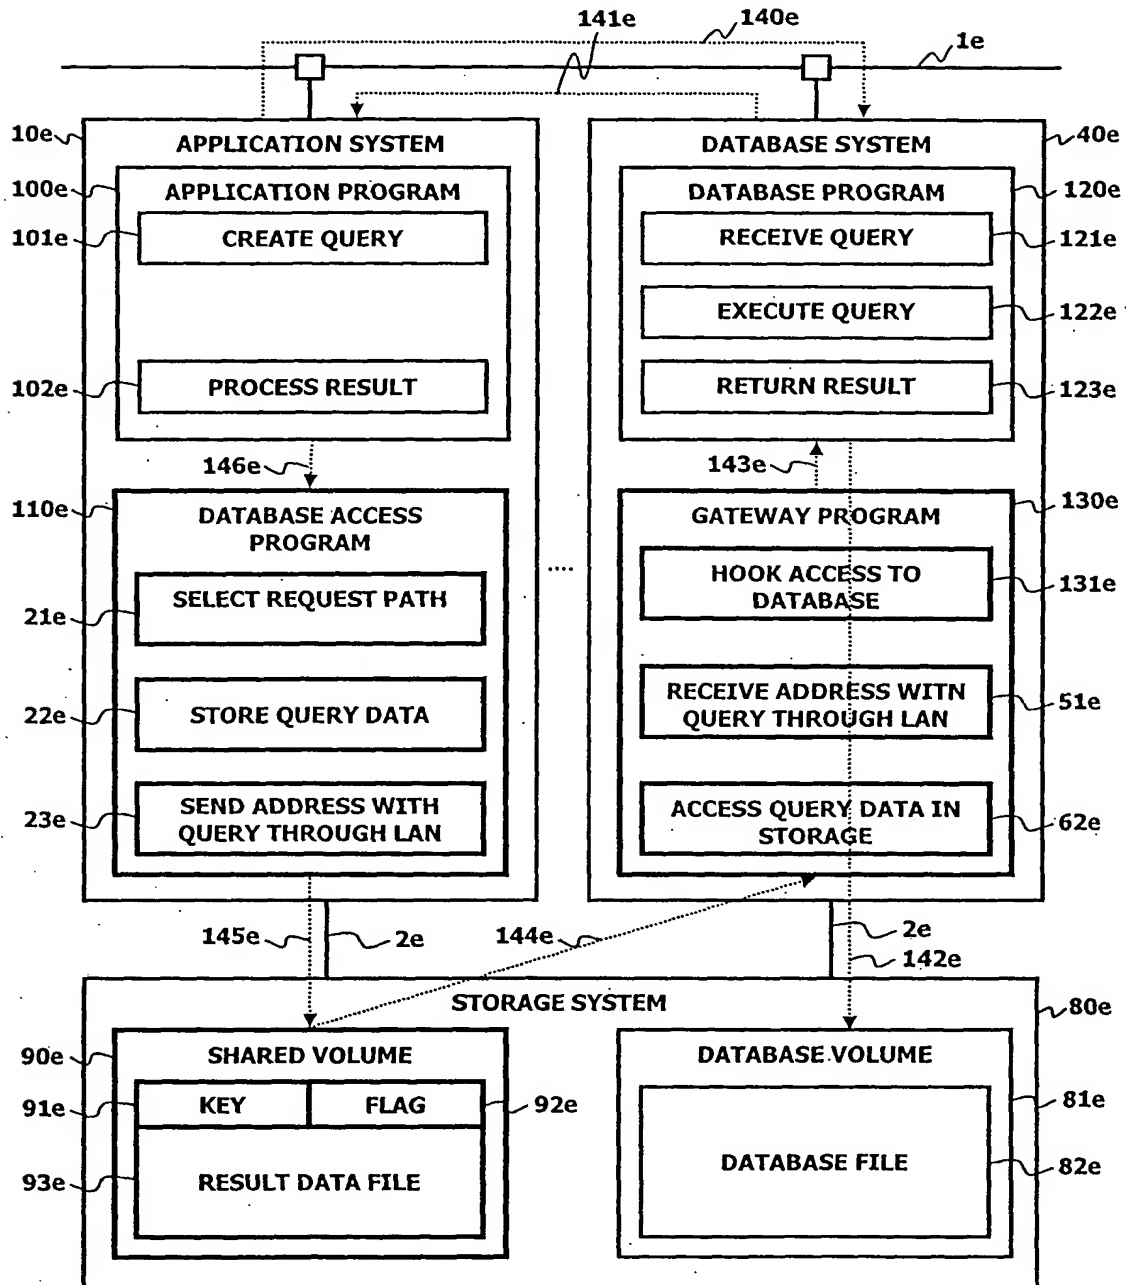 141e
140e
1e
10e
APPLICATION SYSTEM
DATABASE SYSTEM
40e
100e
APPLICATION PROGRAM
DATABASE PROGRAM
120e
101e
CREATE QUERY
RECEIVE QUERY
121e
EXECUTE QUERY
122e
102e
PROCESS RESULT
RETURN RESULT
123e
146e
143e
110e
DATABASE ACCESS
PROGRAM
GATEWAY PROGRAM
130e
SELECT REQUEST PATH
21e
....
HOOK ACCESS TO
DATABASE
131e
22e
STORE QUERY DATA
RECEIVE ADDRESS WITN
QUERY THROUGH LAN
51e
23e
SEND ADDRESS WITH
QUERY THROUGH LAN
ACCESS QUERY DATA IN
STORAGE
62e
145e
2e
144e
2e
142e
STORAGE SYSTEM
80e
90e
SHARED VOLUME
DATABASE VOLUME
91e
KEY
FLAG
92e
81e
93e
RESULT DATA FILE
DATABASE FILE
82e